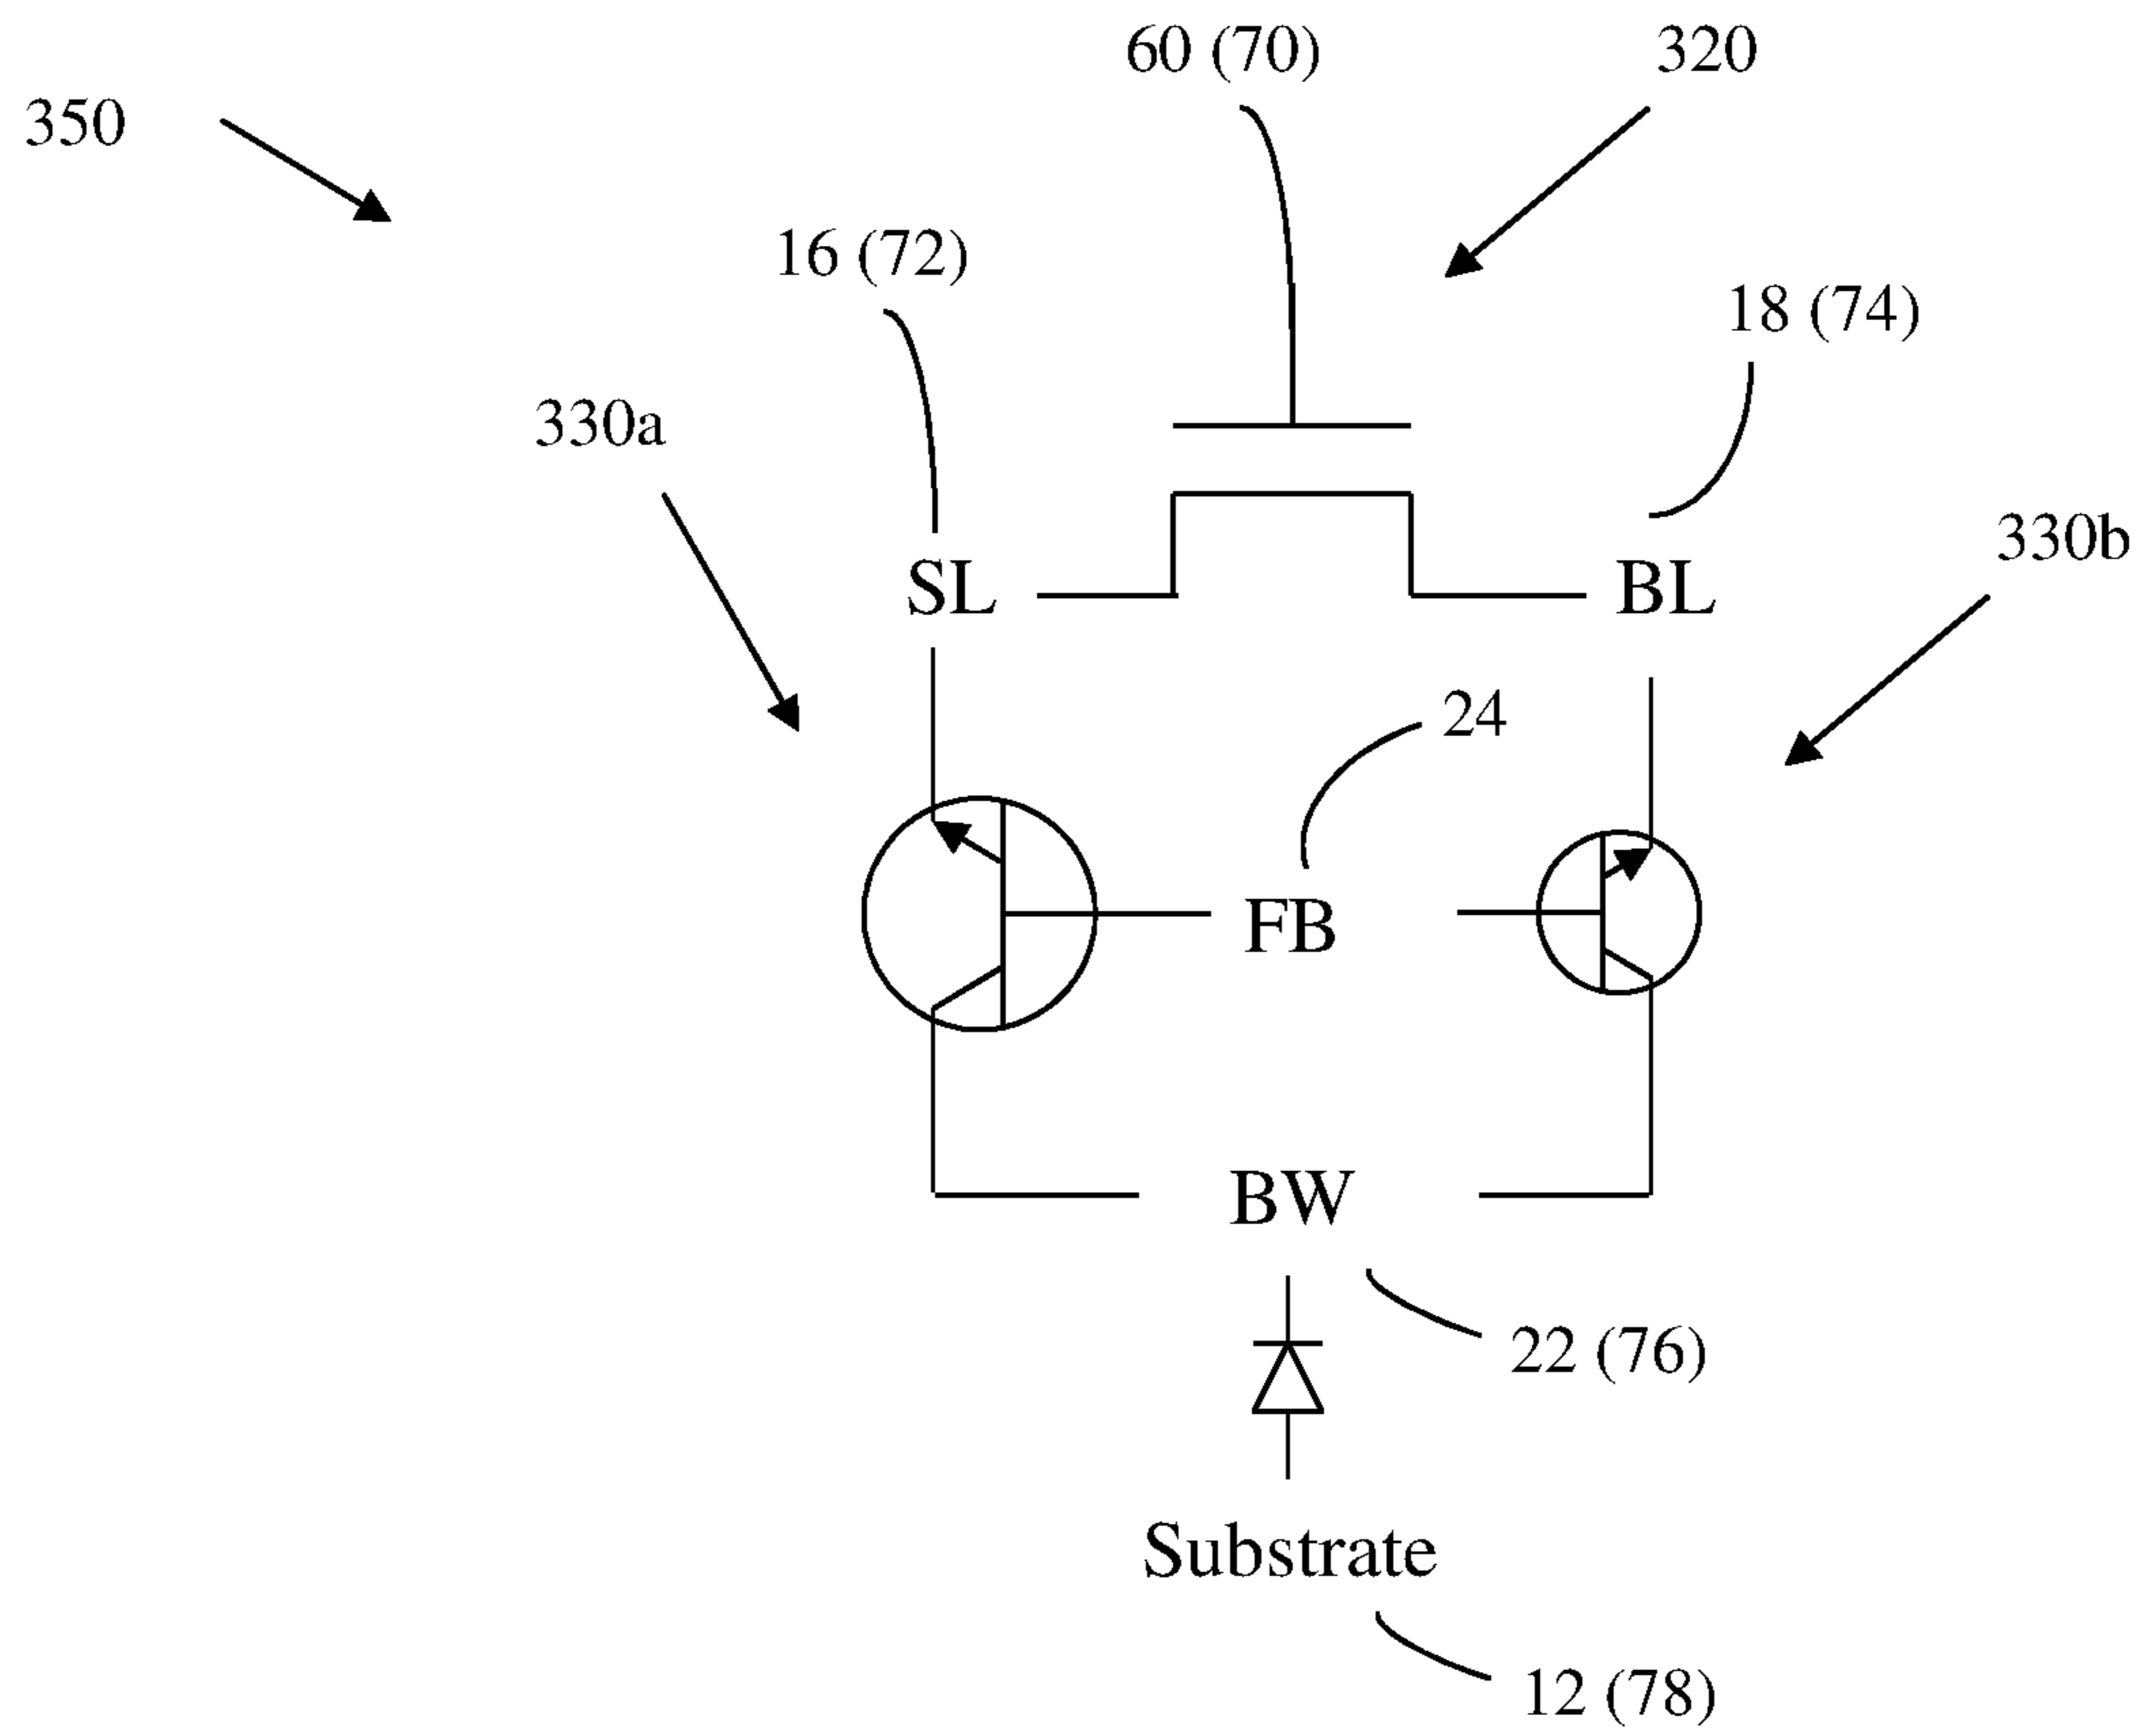 60 (70)
320
350
16 (72)
18 (74)
330a
330b
SL
BL
24
FB
BW
22 (76)
Substrate
12 (78)